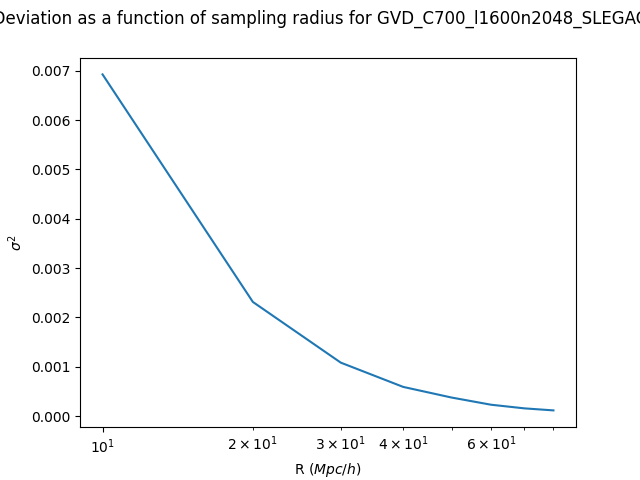 Deviation as a function of sampling radius for GVD_C700_l1600n2048_SLEGAC
0.007
0.006
0.005
0.004
0.003
0.002
0.001
0.000
σ²
10¹
2 × 10¹
3 × 10¹
4 × 10¹
6 × 10¹
R (Mpc/h)